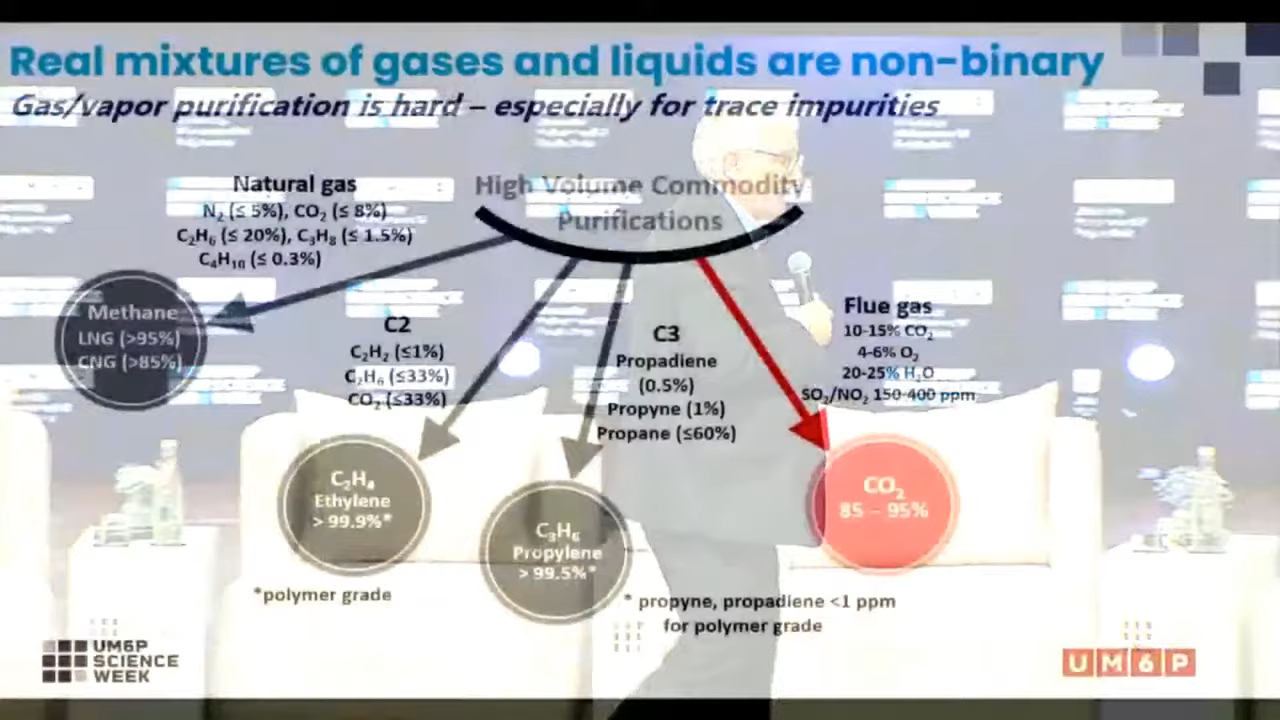 Real mixtures of gases and liquids are non-binary
Gas/vapor purification is hard – especially for trace impurities
Natural gas
N₂ (≤ 5%), CO₂ (≤ 8%)
C₂H₆ (≤ 20%), C₃H₈ (≤ 1.5%)
C₄H₁₀ (≤ 0.3%)
High Volume Commodity
Purifications
Methane
LNG (>95%)
CNG (>85%)
C2
C₂H₂ (≤1%)
C₂H₆ (≤33%)
CO₂ (≤33%)
C3
Propadiene
(0.5%)
Propyne (1%)
Propane (≤60%)
Flue gas
10-15% CO₂
4-6% O₂
20-25% H₂O
SO₂/NO₂ 150-400 ppm
C₂H₄
Ethylene
> 99.9%*
C₃H₆
Propylene
> 99.5%*
CO₂
85 – 95%
*polymer grade
* propyne, propadiene <1 ppm
for polymer grade
UM6P
SCIENCE
WEEK
UM6P